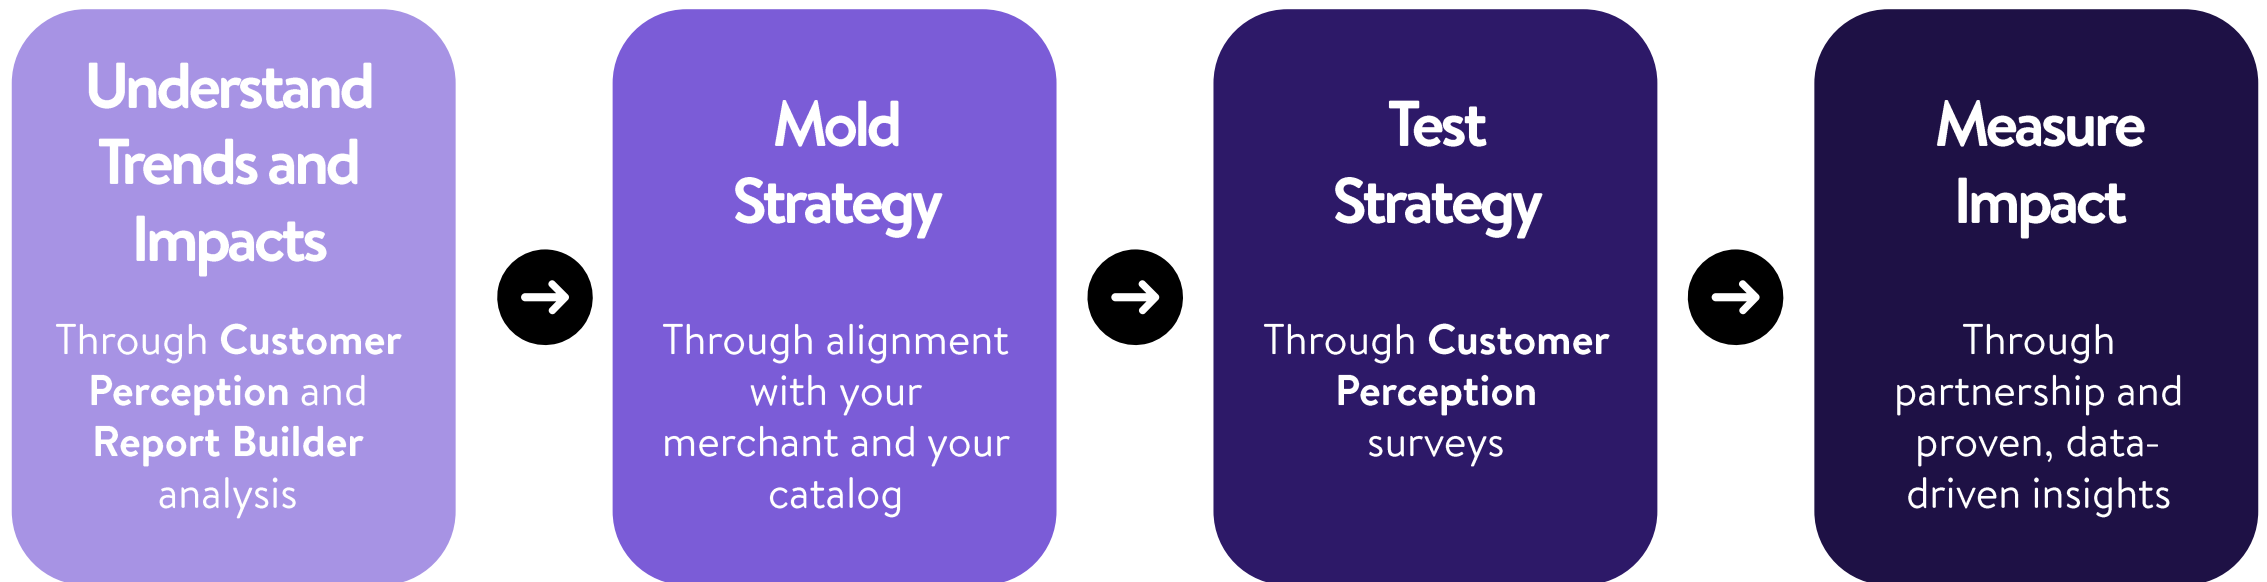 Understand
Trends and
Impacts
Through Customer
Perception and
Report Builder
analysis
Mold
Strategy
Through alignment
with your
merchant and your
catalog
Test
Strategy
Through Customer
Perception
surveys
Measure
Impact
Through
partnership and
proven, data-
driven insights